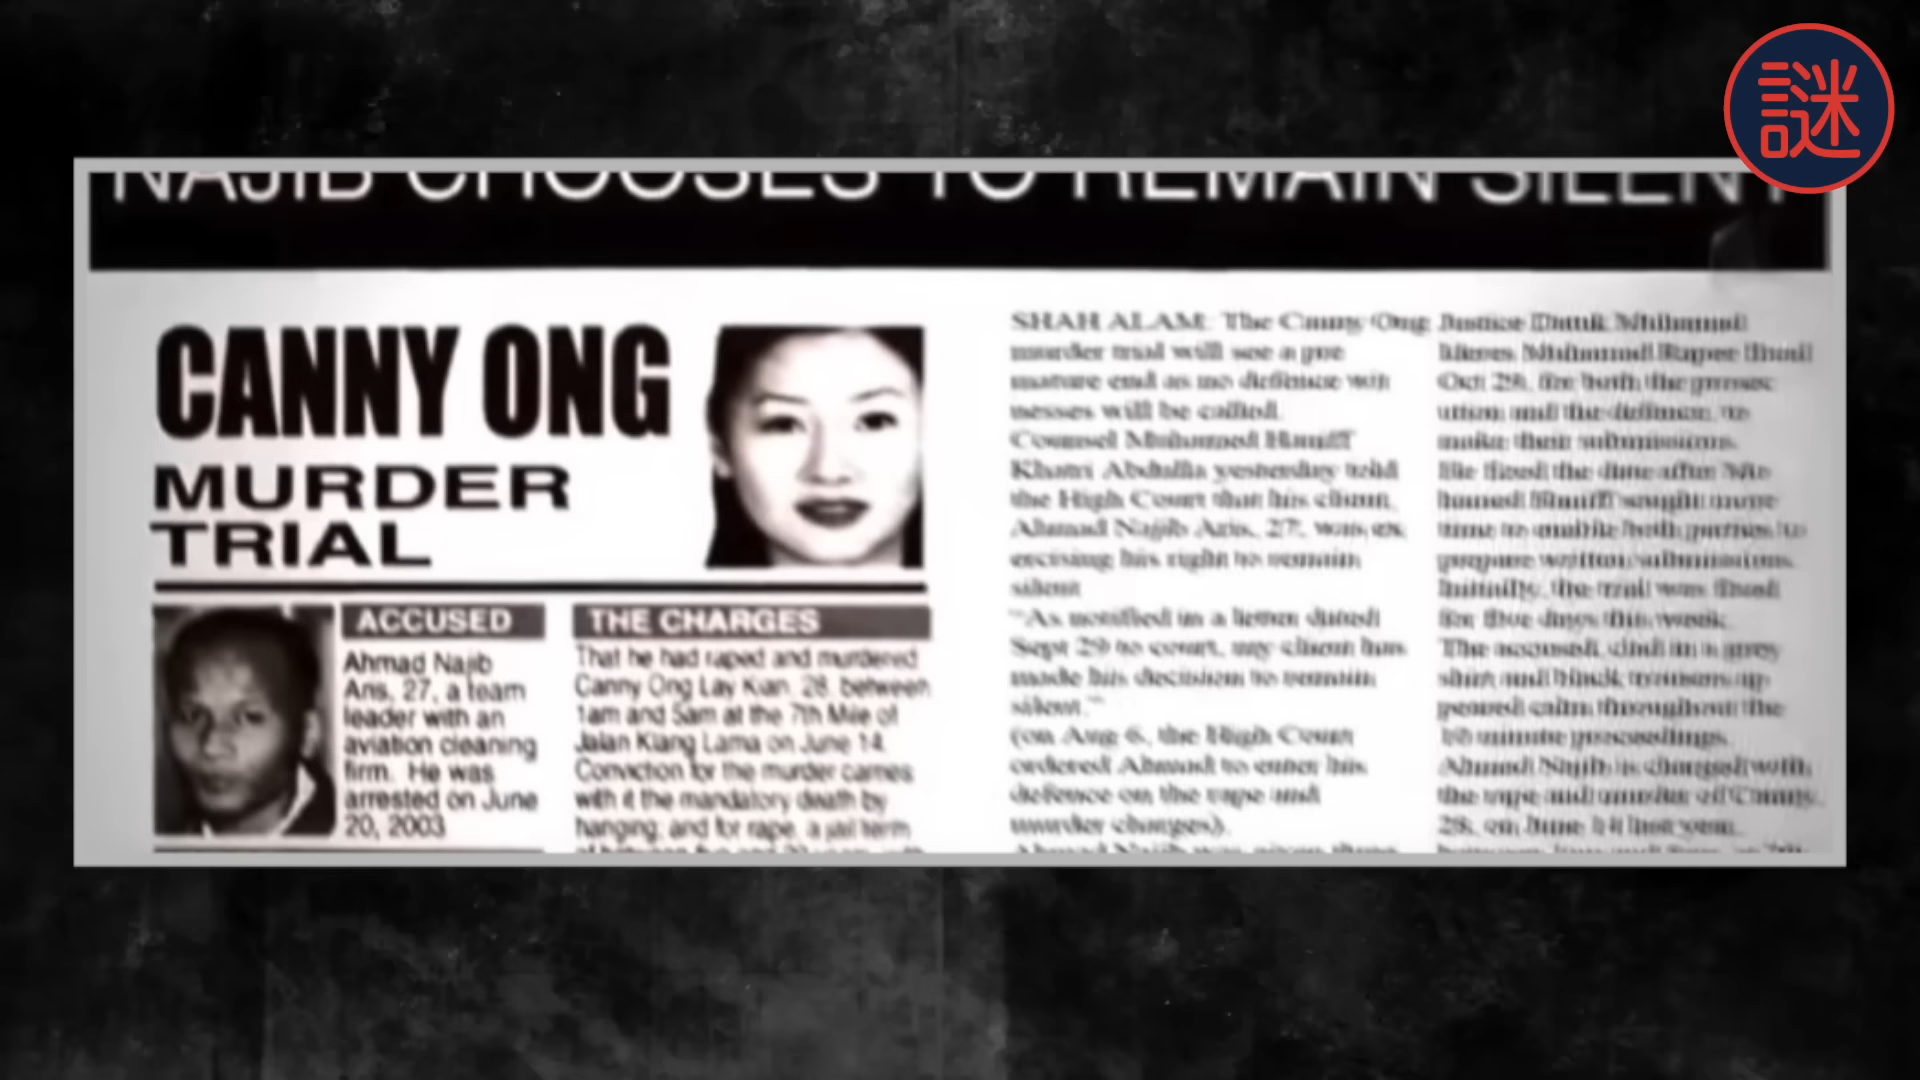 謎
NAJIB CHOOSES TO REMAIN SILENT
CANNY ONG
MURDER
TRIAL
ACCUSED
Ahmad Najib
Aris, 27, a team
leader with an
aviation cleaning
firm. He was
arrested on June
20, 2003
THE CHARGES
That he had raped and murdered
Canny Ong Lay Kian, 28, between
1am and 5am at the 7th Mile of
Jalan Klang Lama on June 14.
Conviction for the murder carries
with it the mandatory death by
hanging; and for rape, a jail term
SHAH ALAM: The Canny Ong
murder trial will see a pre
mature end as no defence wit
nesses will be called.
Counsel Mohamed Haniff
Khatri Abdulla yesterday told
the High Court that his client,
Ahmad Najib Aris, 27, was ex
ercising his right to remain
silent
"As notified in a letter dated
Sept 29 to court, my client has
made his decision to remain
silent."
(on Aug 6, the High Court
ordered Ahmad to enter his
defence on the rape and
murder charges).
Justice Datuk
Oct 29, for both the prosec
ution and the defence, to
make their submissions.
He fixed the date after Mo
hamed Haniff sought more
time to enable both parties to
prepare written submissions.
Initially, the trial was fixed
for five days this week.
The accused, clad in a grey
shirt and black trousers ap
peared calm throughout the
minute proceedings.
Ahmad Najib is charged with
the rape and murder of Canny,
28, on June 14 last year,